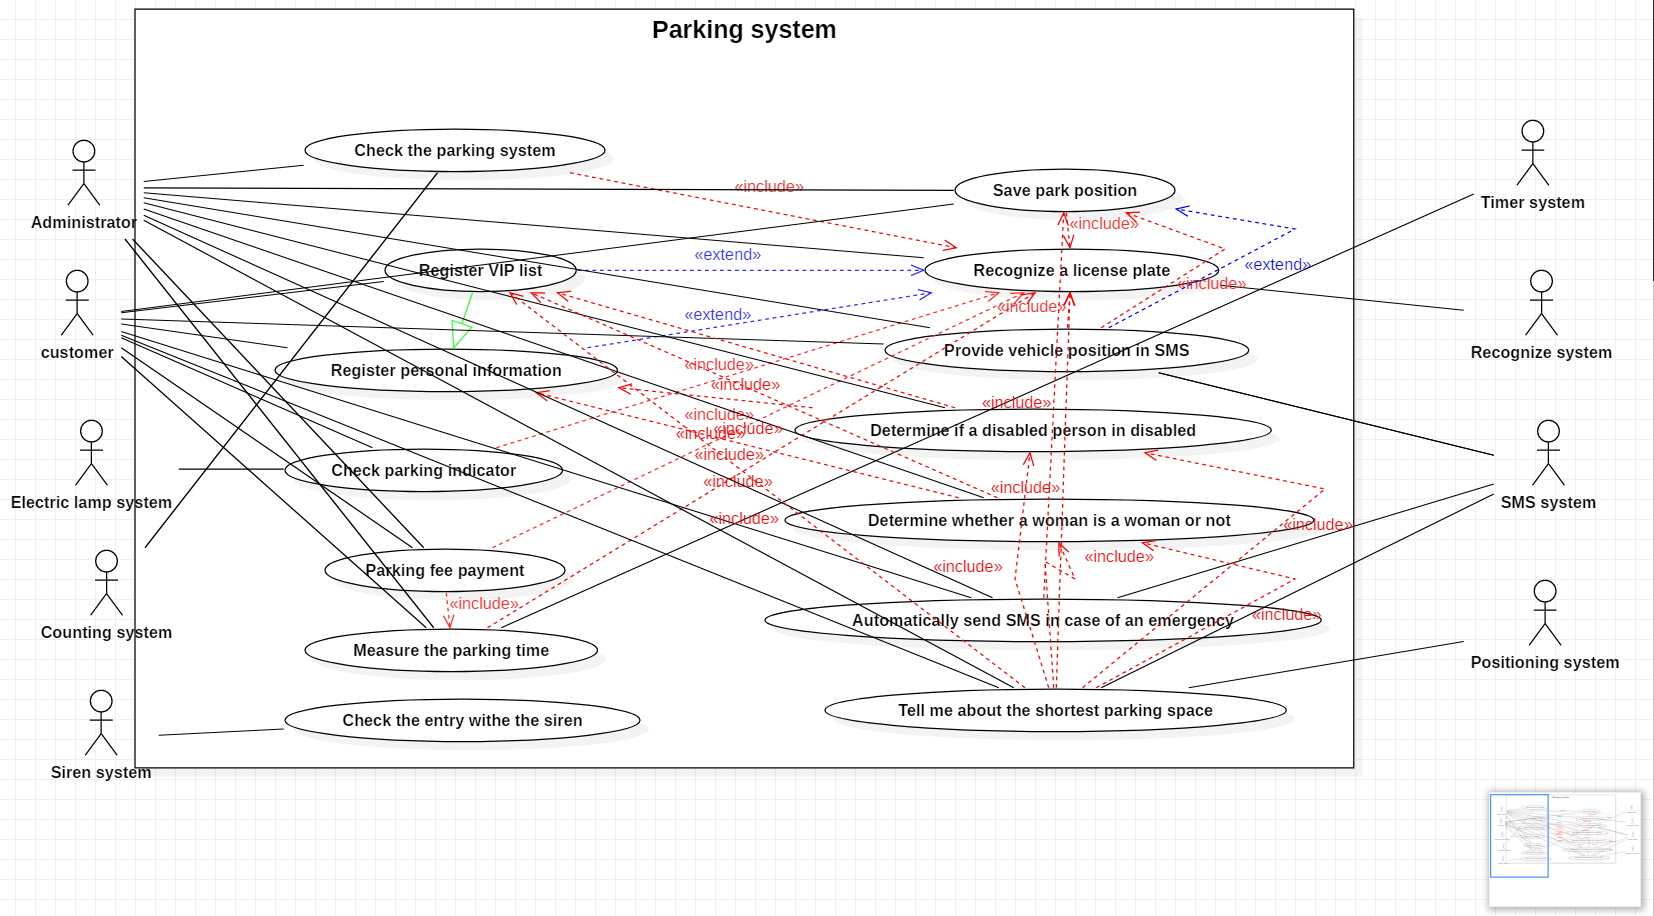 Parking system
Check the parking system
«include»
Save park position
Timer system
Administrator
«include»
«extend»
«extend»
Register VIP list
Recognize a license plate
«include»
«include»
«extend»
customer
Provide vehicle position in SMS
Recognize system
Register personal information
«include»
«include»
«include»
«include»
«include»
«include»
Determine if a disabled person in disabled
«include»
Check parking indicator
«include»
«include»
Electric lamp system
SMS system
«include»
Determine whether a woman is a woman or not
«include»
«include»
«include»
Parking fee payment
«include»
«include»
Automatically send SMS in case of an emergency
Counting system
Measure the parking time
Positioning system
Tell me about the shortest parking space
Check the entry withe the siren
Siren system